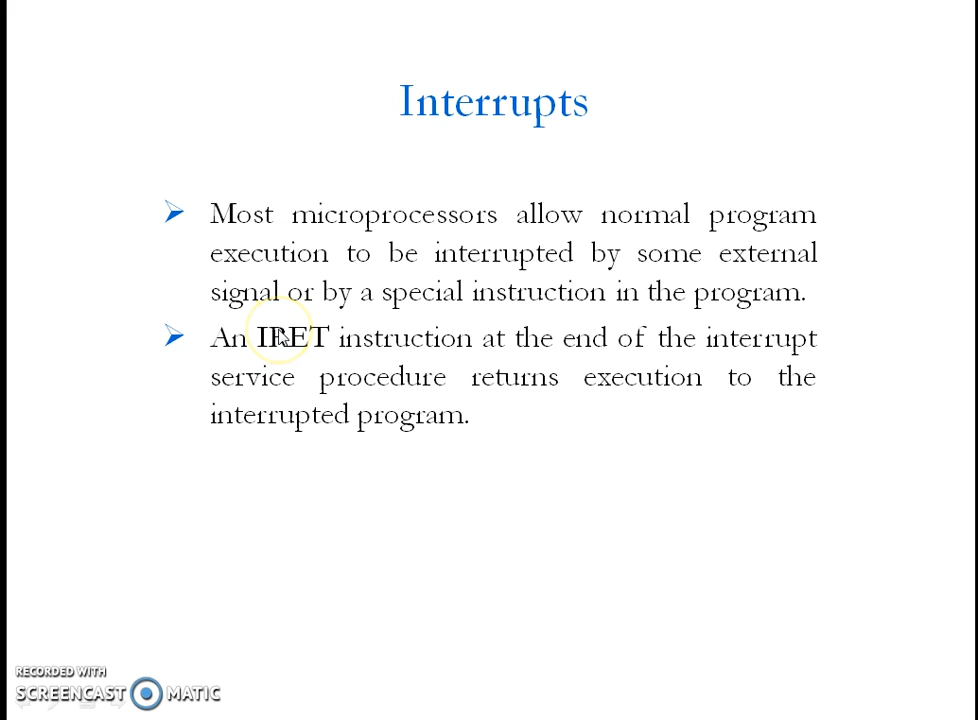 Interrupts
Most microprocessors allow normal program
execution to be interrupted by some external
signal or by a special instruction in the program.
An IRET instruction at the end of the interrupt
service procedure returns execution to the
interrupted program.
RECORDED WITH
SCREENCAST MATIC